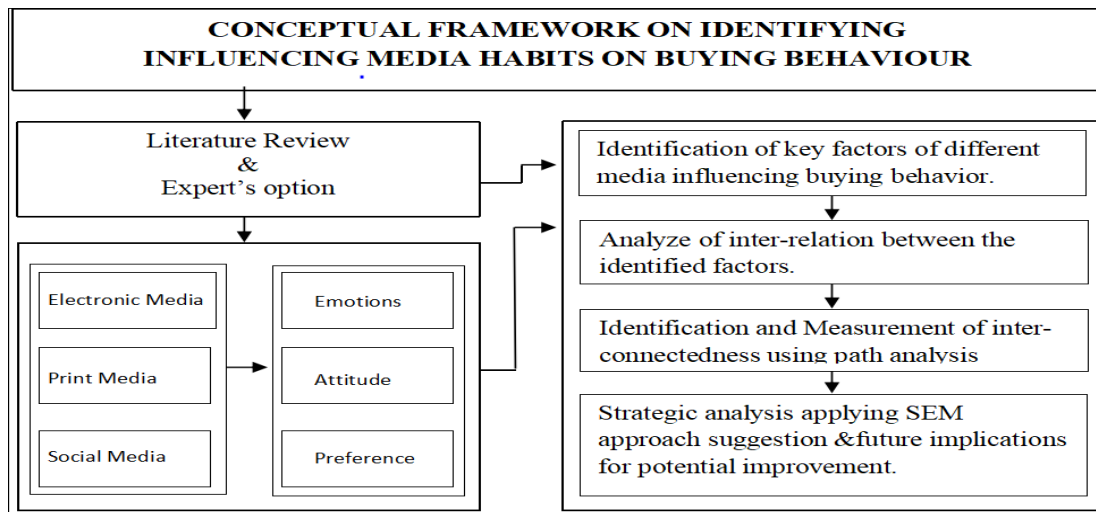 CONCEPTUAL FRAMEWORK ON IDENTIFYING
INFLUENCING MEDIA HABITS ON BUYING BEHAVIOUR
Literature Review
&
Expert's option
Electronic Media
Print Media
Social Media
Emotions
Attitude
Preference
Identification of key factors of different
media influencing buying behavior.
Analyze of inter-relation between the
identified factors.
Identification and Measurement of inter-
connectedness using path analysis
Strategic analysis applying SEM
approach suggestion &future implications
for potential improvement.